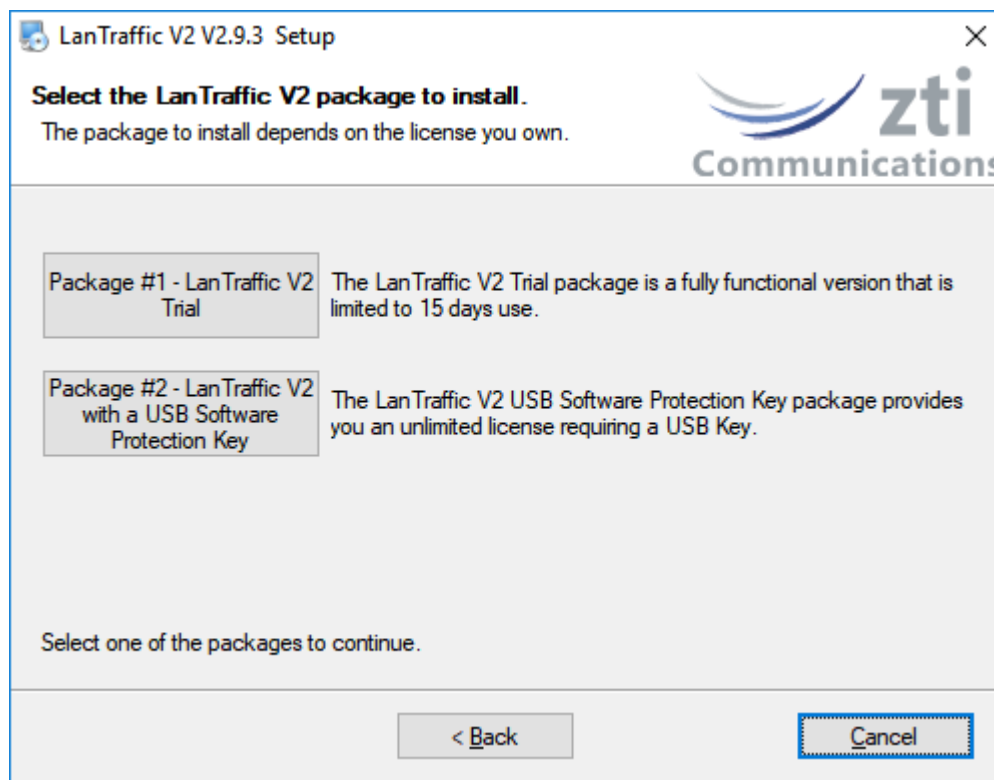 LanTraffic V2 V2.9.3 Setup
Select the LanTraffic V2 package to install.
The package to install depends on the license you own.
zti
Communications
Package #1 - LanTraffic V2
Trial
The LanTraffic V2 Trial package is a fully functional version that is
limited to 15 days use.
Package #2 - LanTraffic V2
with a USB Software
Protection Key
The LanTraffic V2 USB Software Protection Key package provides
you an unlimited license requiring a USB Key.
Select one of the packages to continue.
< Back
Cancel